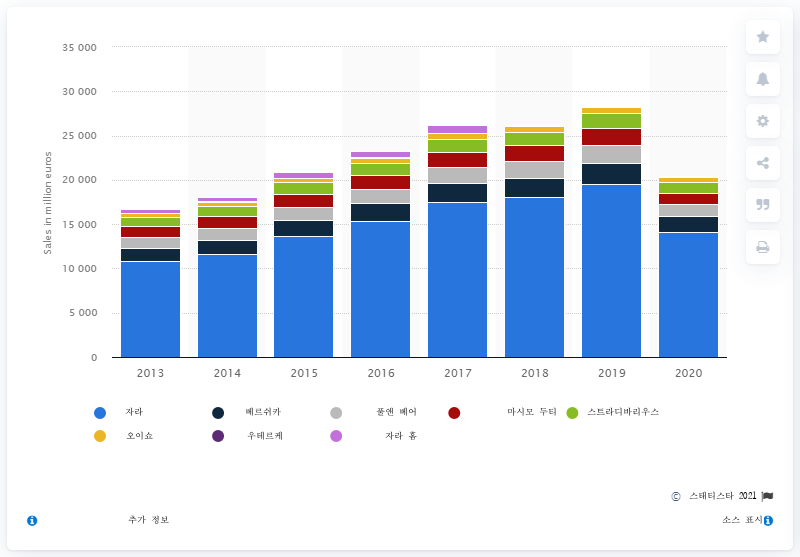 35 000
30 000
25 000
20 000
15 000
10 000
5 000
0
Sales in million euros
2013 2014 2015 2016 2017 2018 2019 2020
자라 베르쉬카 풀앤 베어 마시모 두티 스트라디바리우스
오이쇼 우테르케 자라 홈
© 스태티스타 2021
추가 정보 소스 표시